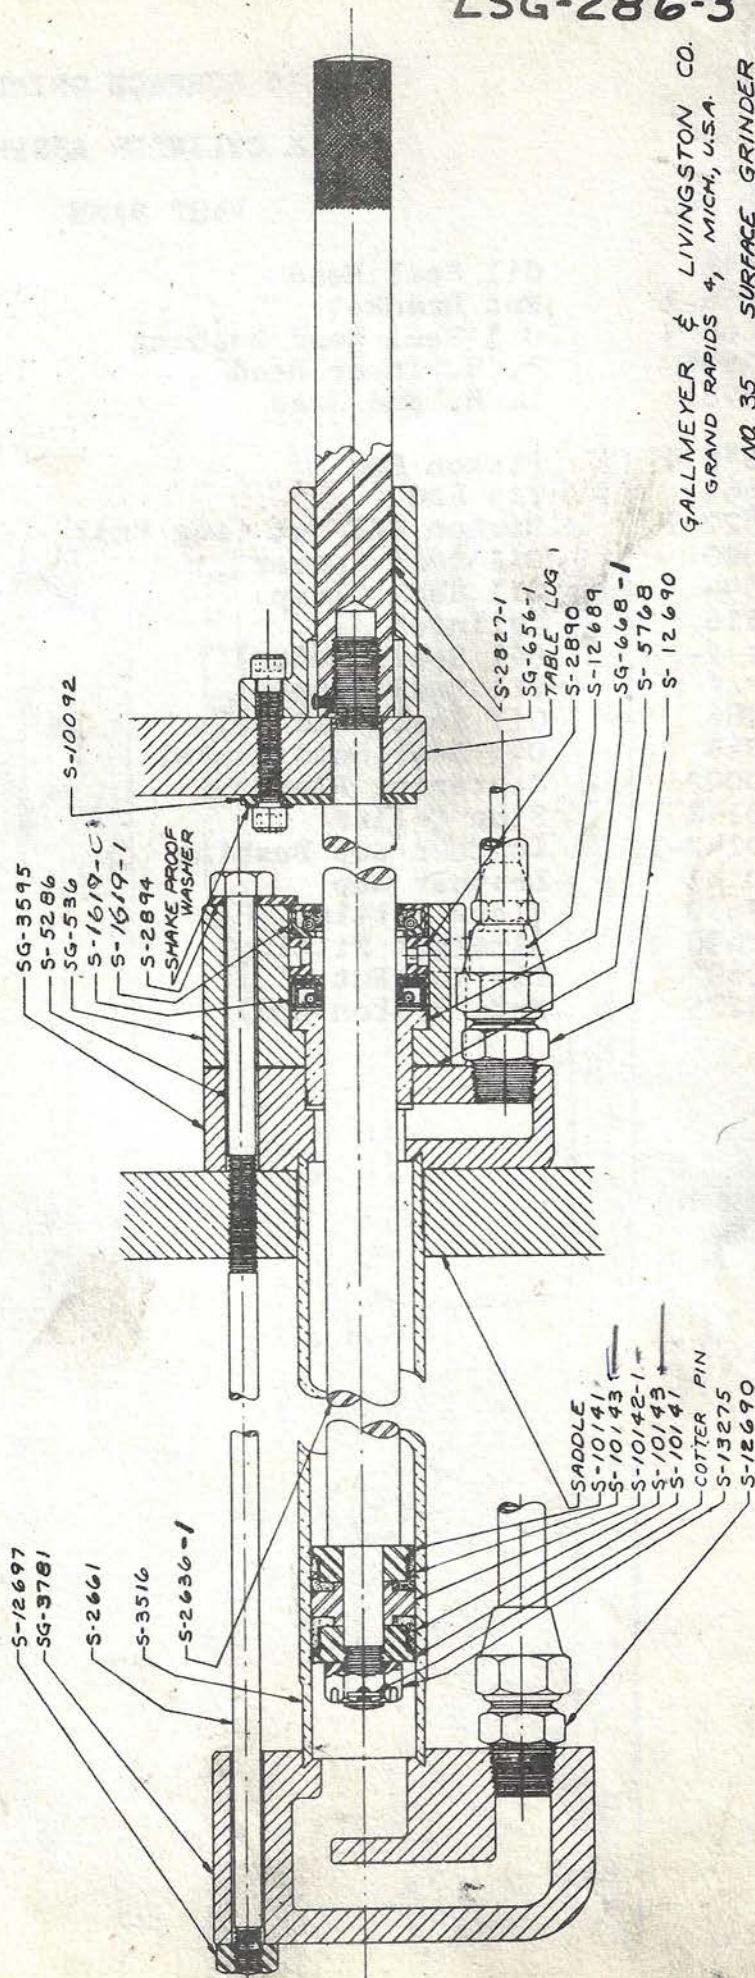 LSG-286-3
GALLMEYER & LIVINGSTON CO.
GRAND RAPIDS 4, MICH., U.S.A.
NO. 35 SURFACE GRINDER
SG-3595
S-5286
SG-536
S-1619-C
S-1619-1
S-2894
SHAKE PROOF
WASHER
S-10092
S-2827-1
SG-656-1
TABLE LUG
S-2890
S-12689
SG-668-1
S-5768
S-12690
S-12697
SG-3781
S-2661
S-3516
S-2636-1
SADDLE
S-10141
S-10143
S-10142-1
S-10143
S-10141
COTTER PIN
S-13275
S-12690